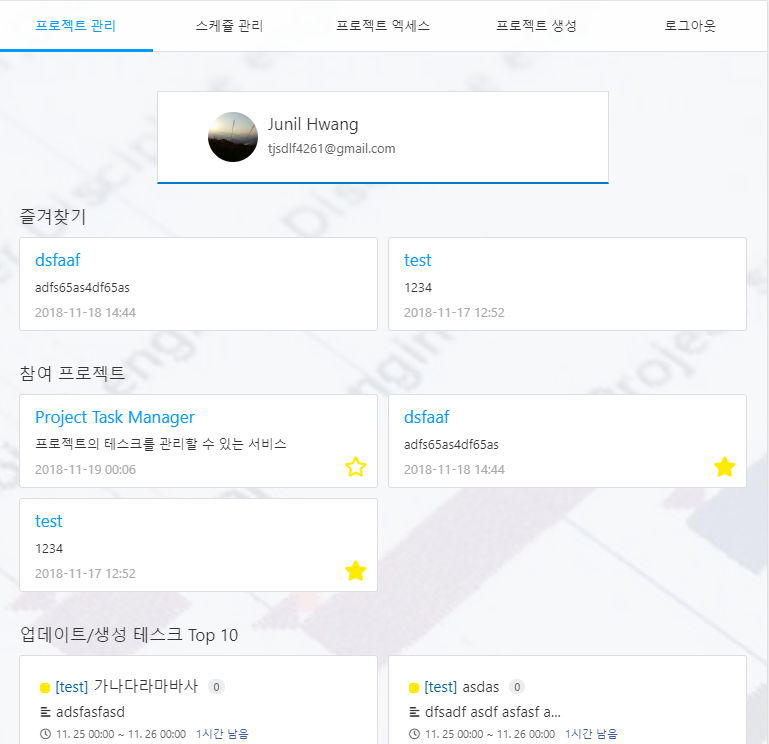 프로젝트 관리 스케쥴 관리 프로젝트 엑세스 프로젝트 생성 로그아웃
Junil Hwang
tjsdlf4261@gmail.com
즐겨찾기
dsfaaf
adfs65as4df65as
2018-11-18 14:44
test
1234
2018-11-17 12:52
참여 프로젝트
Project Task Manager
프로젝트의 테스크를 관리할 수 있는 서비스
2018-11-19 00:06
dsfaaf
adfs65as4df65as
2018-11-18 14:44
test
1234
2018-11-17 12:52
업데이트/생성 테스크 Top 10
[test] 가나다라마바사 0
adsfasfasd
11. 25 00:00 ~ 11. 26 00:00 1시간 남음
[test] asdas 0
dfsadf asdf asfasf a...
11. 25 00:00 ~ 11. 26 00:00 1시간 남음